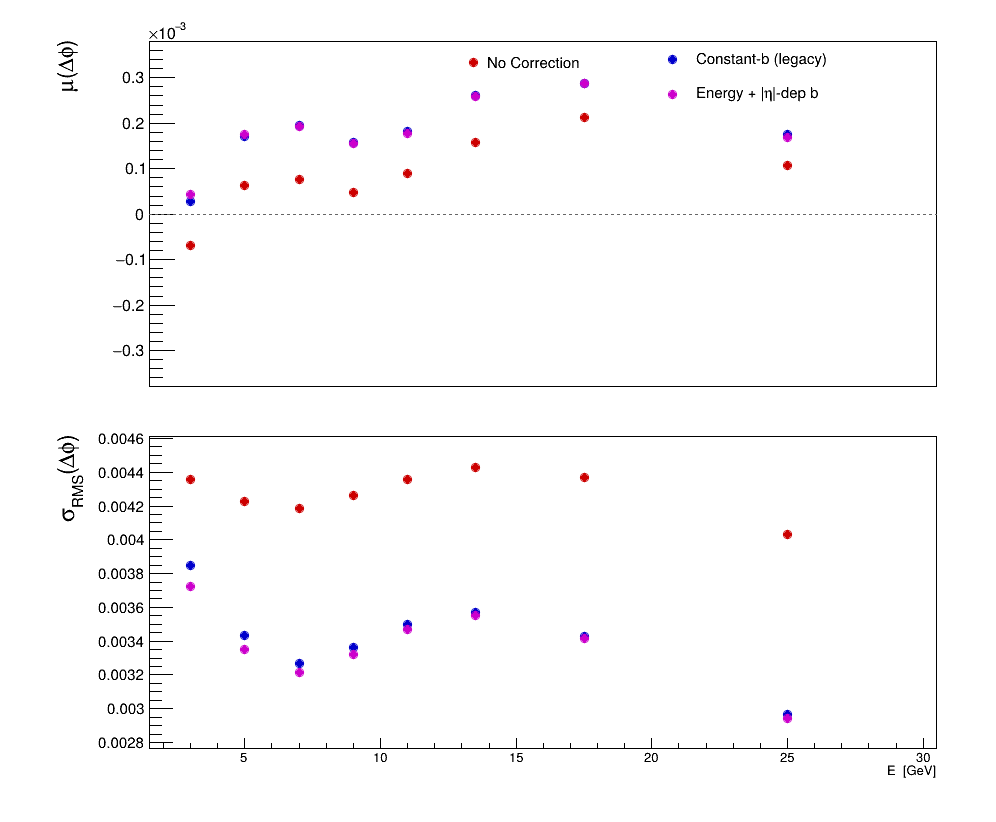 ×10⁻³
μ(Δϕ)
No Correction
Constant-b (legacy)
Energy + |η|-dep b
0.3
0.2
0.1
0
−0.1
−0.2
−0.3
σRMS(Δϕ)
0.0046
0.0044
0.0042
0.004
0.0038
0.0036
0.0034
0.0032
0.003
0.0028
5 10 15 20 25 30
E [GeV]